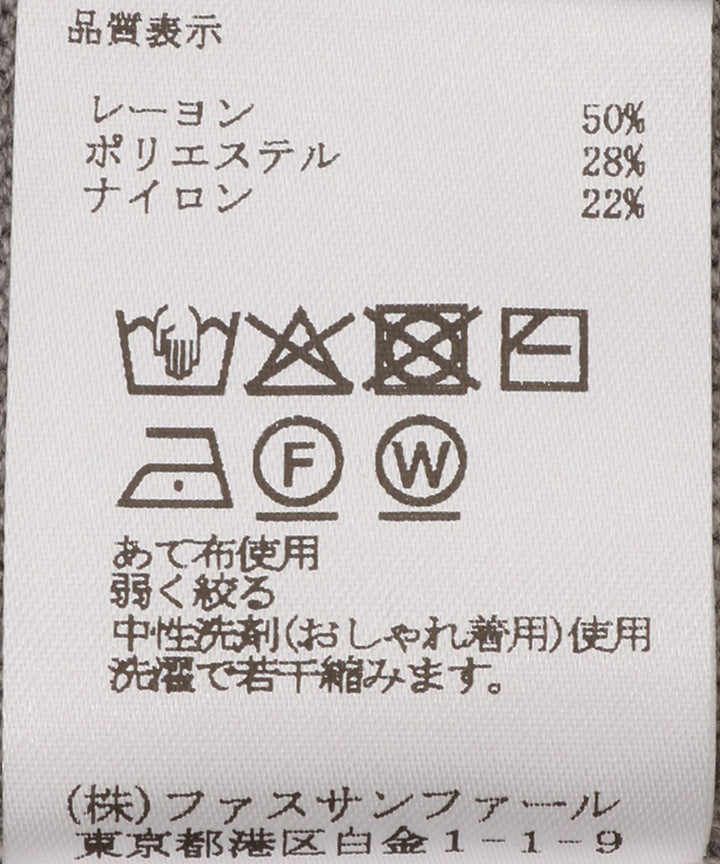 品質表示
レーヨン 50%
ポリエステル 28%
ナイロン 22%
F W
あて布使用
弱く絞る
中性洗剤(おしゃれ着用)使用
洗濯で若干縮みます。
(株)ファスサンファール
東京都港区白金1-1-9